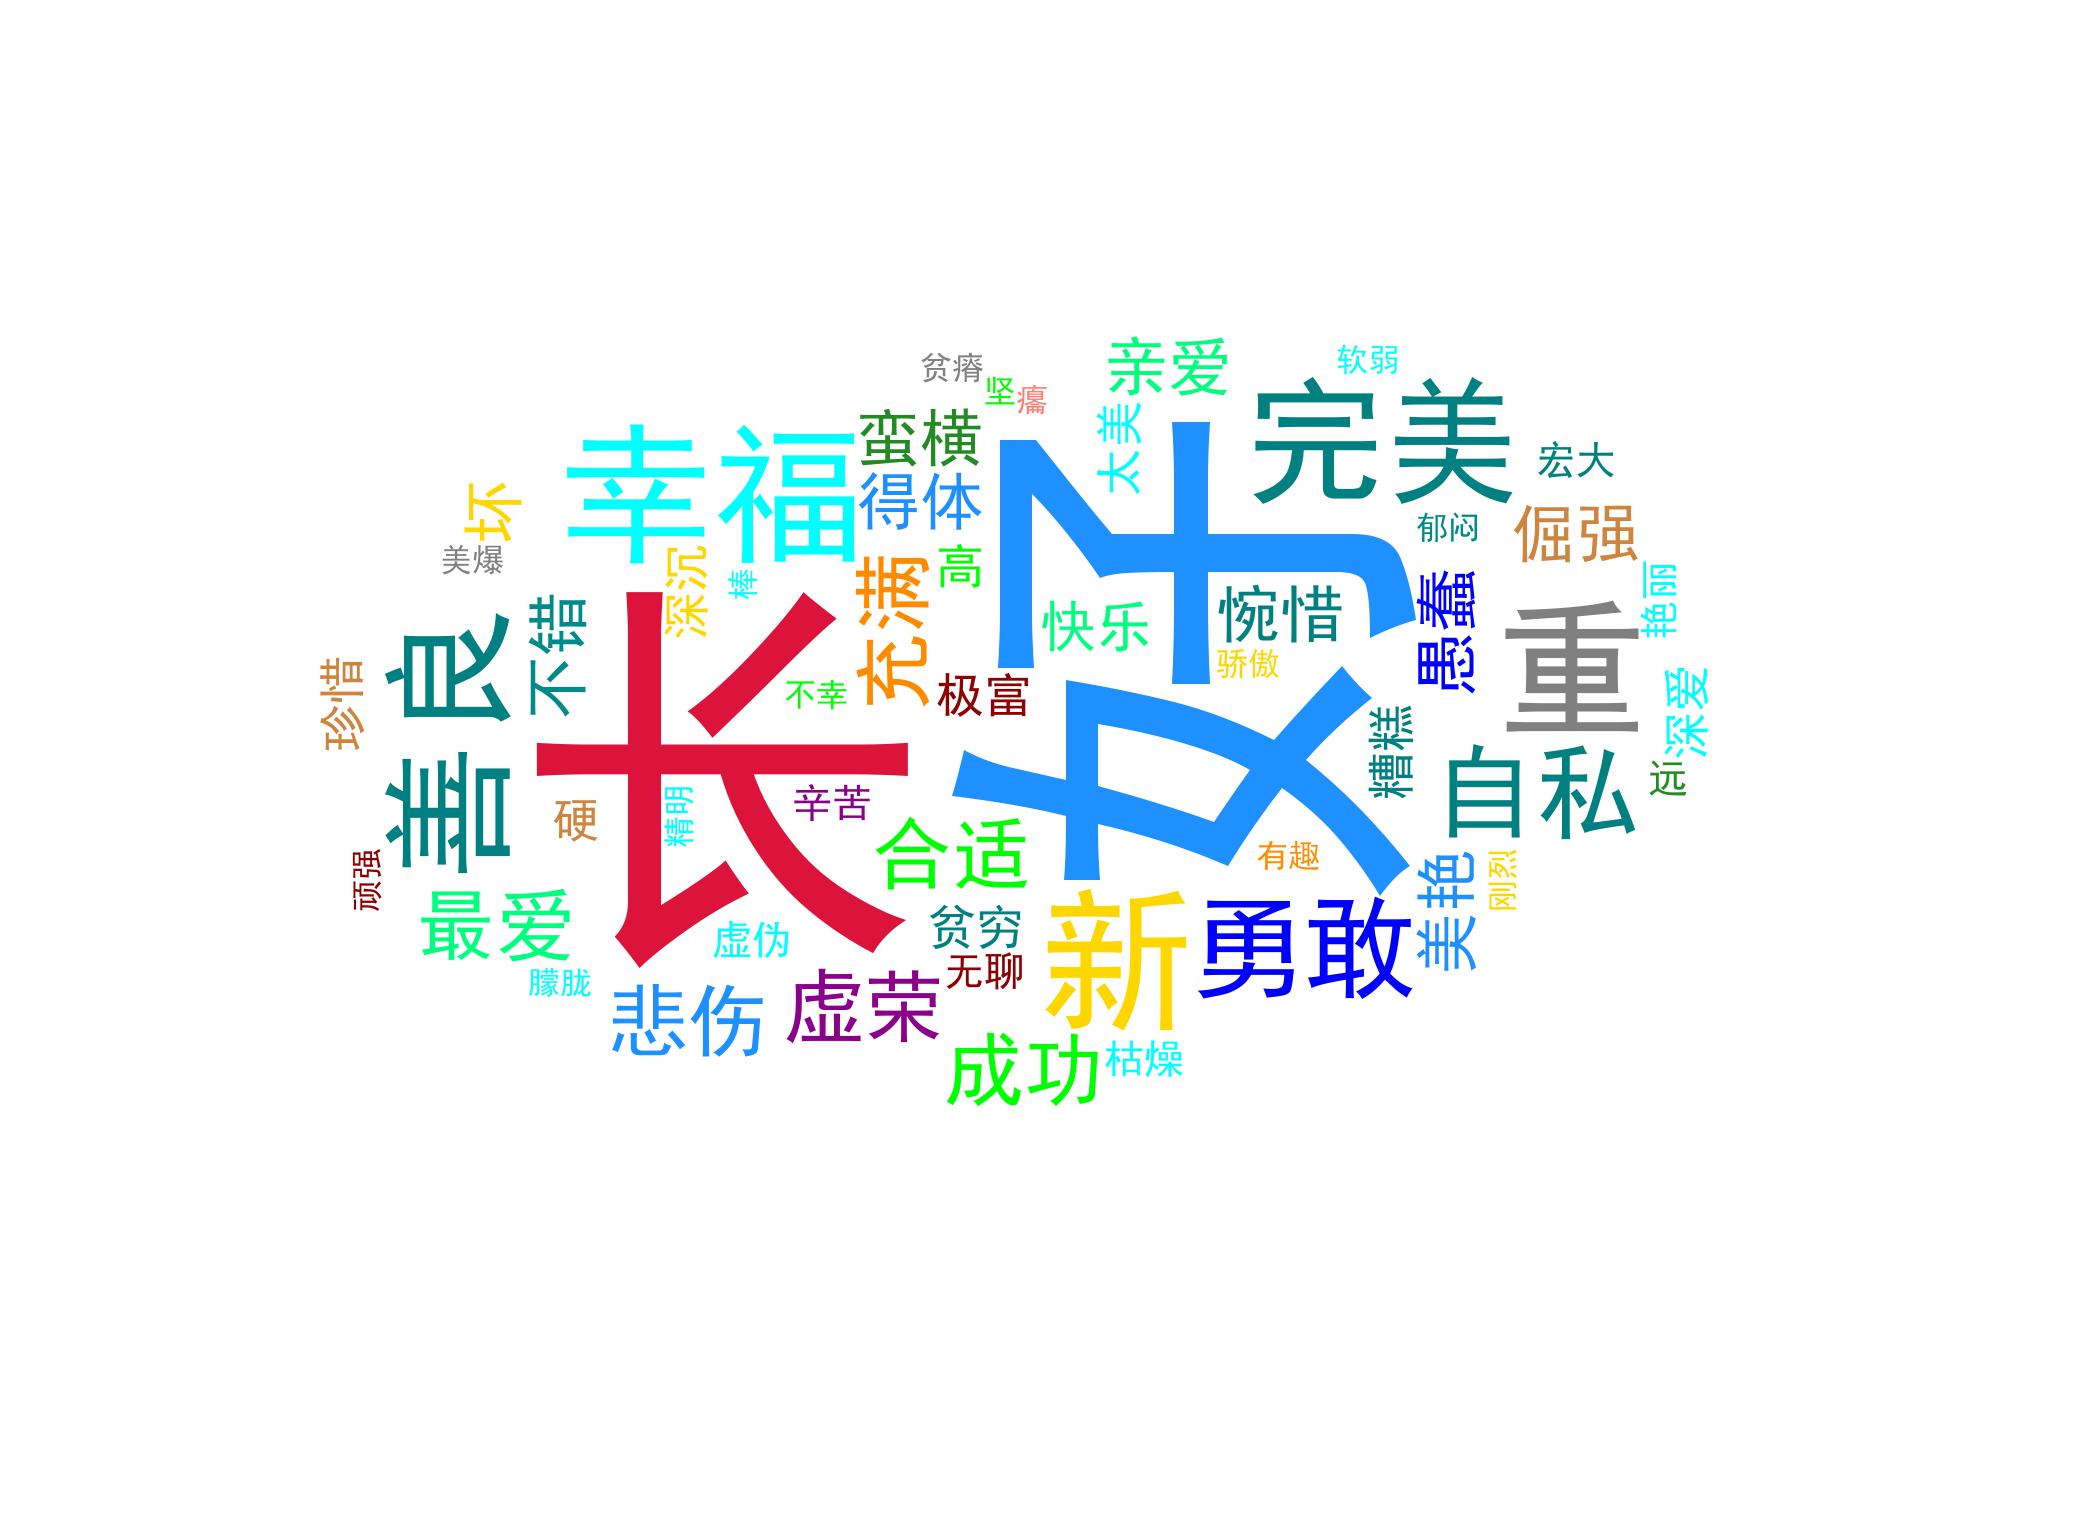 亲爱
软弱
贫瘠
坚
癟
完美
蛮横
太美
幸福
得体
宏大
坏
郁闷
倔强
美爆
深沉
棒
充满
高
好
快乐
惋惜
愚蠢
艳丽
不错
善良
珍惜
不幸
极富
骄傲
重
深爱
长
糟糕
自私
远
硬
精明
辛苦
合适
有趣
美艳
刚烈
顽强
最爱
虚伪
贫穷
新
勇敢
朦胧
无聊
悲伤
虚荣
成功
枯燥